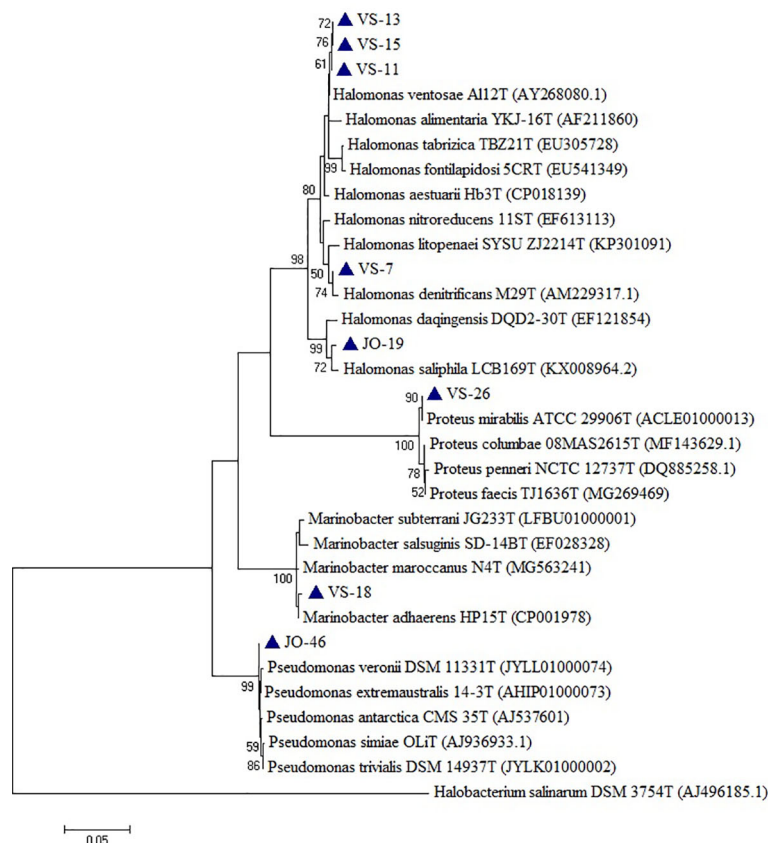 72
VS-13
76
VS-15
61
VS-11
Halomonas ventosae Al12T (AY268080.1)
Halomonas alimentaria YKJ-16T (AF211860)
Halomonas tabrizica TBZ21T (EU305728)
99
Halomonas fontilapidosi 5CRT (EU541349)
80
Halomonas aestuarii Hb3T (CP018139)
Halomonas nitroreducens 11ST (EF613113)
Halomonas litopenaei SYSU ZJ2214T (KP301091)
98
50
VS-7
74
Halomonas denitrificans M29T (AM229317.1)
Halomonas daqingensis DQD2-30T (EF121854)
99
JO-19
72
Halomonas saliphila LCB169T (KX008964.2)
90
VS-26
Proteus mirabilis ATCC 29906T (ACLE01000013)
100
Proteus columbae 08MAS2615T (MF143629.1)
78
Proteus penneri NCTC 12737T (DQ885258.1)
52
Proteus faecis TJ1636T (MG269469)
Marinobacter subterrani JG233T (LFBU01000001)
Marinobacter salsuginis SD-14BT (EF028328)
Marinobacter maroccanus N4T (MG563241)
100
VS-18
Marinobacter adhaerens HP15T (CP001978)
JO-46
Pseudomonas veronii DSM 11331T (JYLL01000074)
99
Pseudomonas extremaustralis 14-3T (AHIP01000073)
Pseudomonas antarctica CMS 35T (AJ537601)
59
Pseudomonas simiae OLiT (AJ936933.1)
86
Pseudomonas trivialis DSM 14937T (JYLK01000002)
Halobacterium salinarum DSM 3754T (AJ496185.1)
0.05